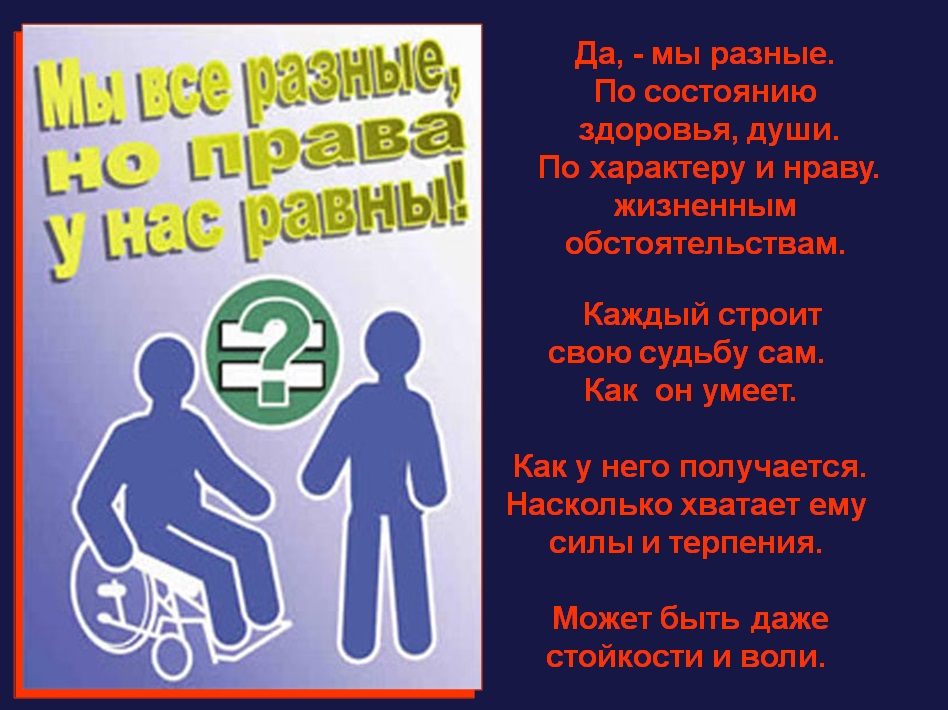 Мы все разные,
но права
у нас равны!
?
Да, - мы разные.
По состоянию
здоровья, души.
По характеру и нраву.
жизненным
обстоятельствам.
Каждый строит
свою судьбу сам.
Как он умеет.
Как у него получается.
Насколько хватает ему
силы и терпения.
Может быть даже
стойкости и воли.